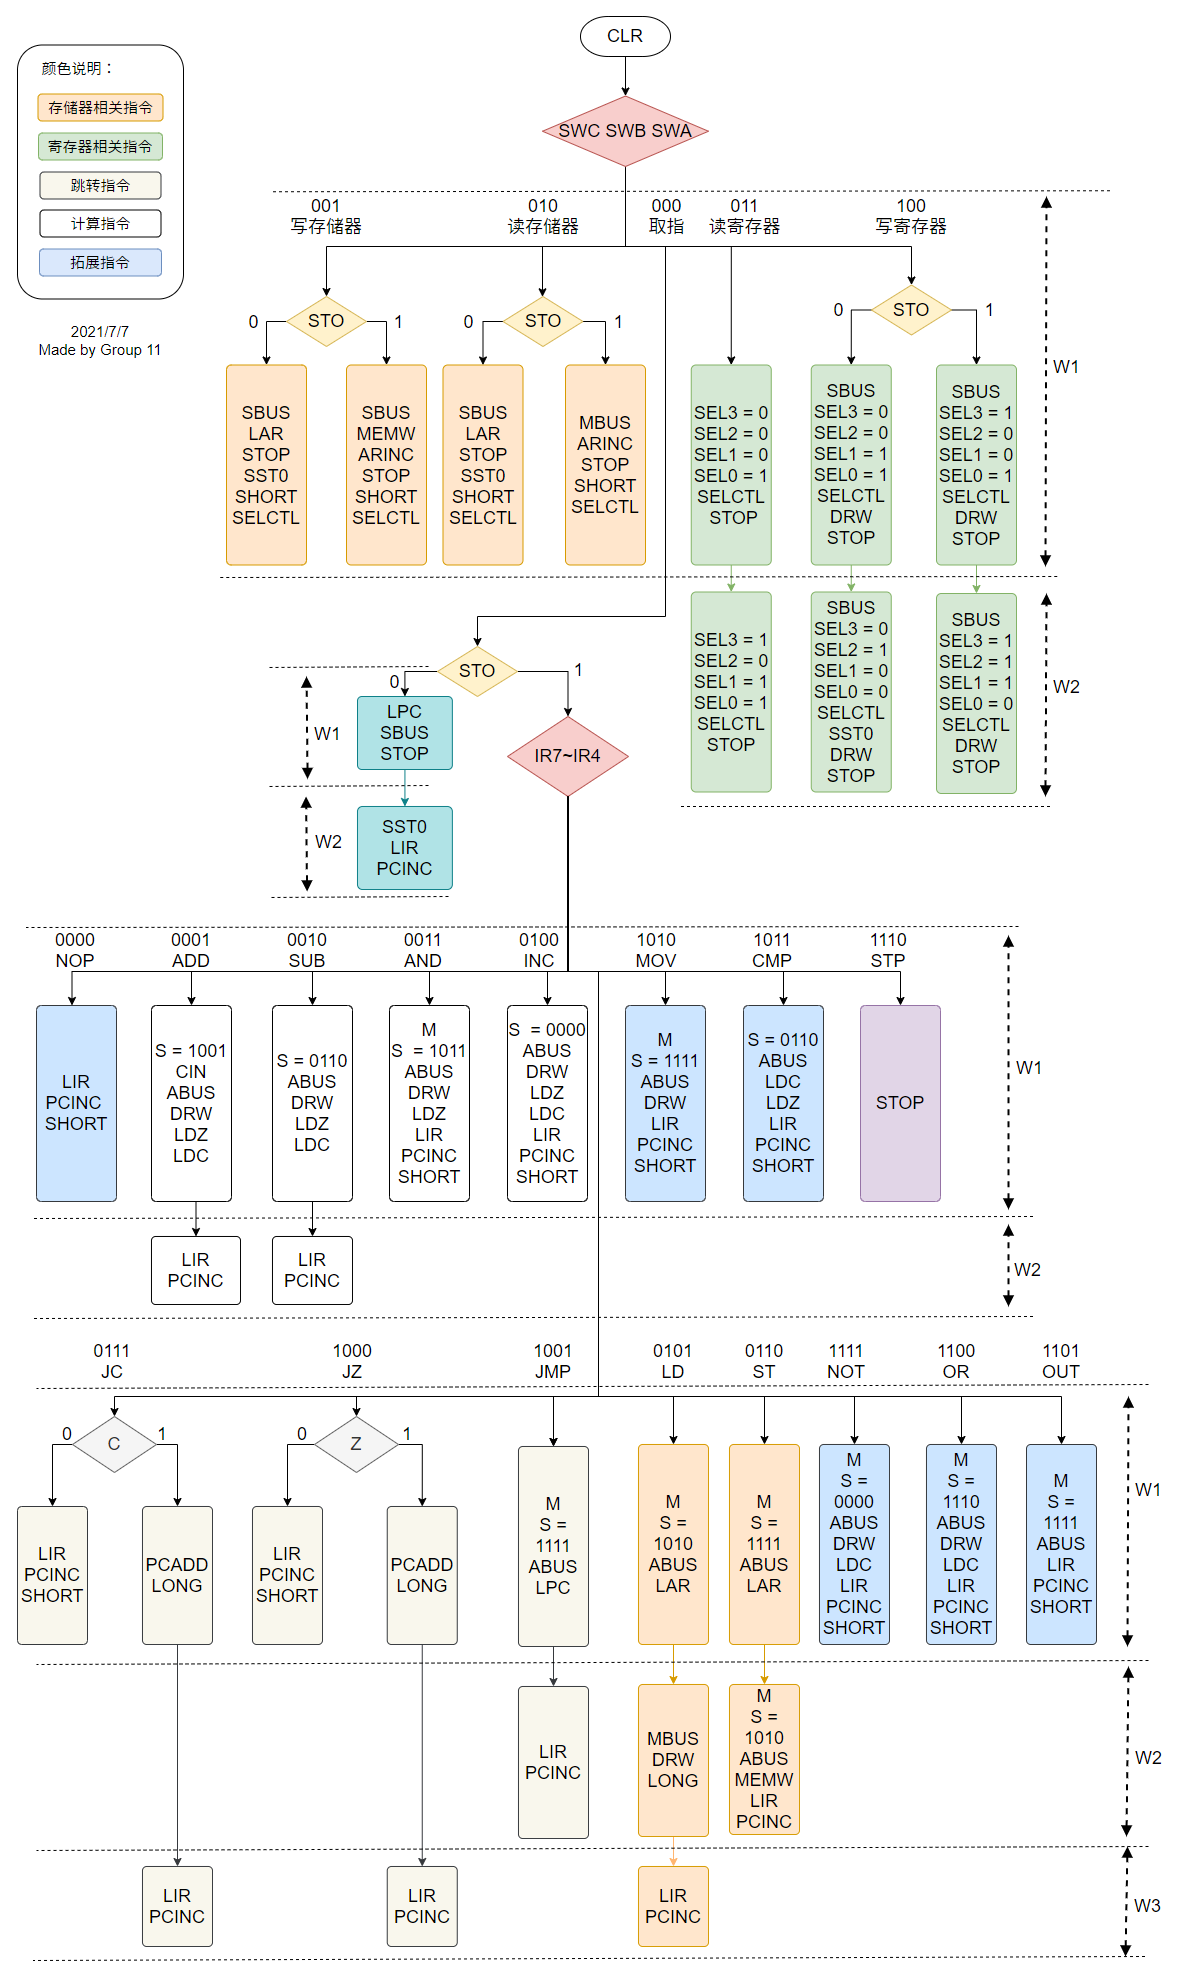 CLR
SWC SWB SWA
颜色说明：
存储器相关指令
寄存器相关指令
跳转指令
计算指令
拓展指令
2021/7/7
Made by Group 11
001
写存储器
010
读存储器
000
取指
011
读寄存器
100
写寄存器
STO
0
1
STO
0
1
STO
0
1
W1
SBUS
LAR
STOP
SST0
SHORT
SELCTL
SBUS
MEMW
ARINC
STOP
SHORT
SELCTL
SBUS
LAR
STOP
SST0
SHORT
SELCTL
MBUS
ARINC
STOP
SHORT
SELCTL
SEL3 = 0
SEL2 = 0
SEL1 = 0
SEL0 = 1
SELCTL
STOP
SBUS
SEL3 = 0
SEL2 = 0
SEL1 = 1
SEL0 = 1
SELCTL
DRW
STOP
SBUS
SEL3 = 1
SEL2 = 0
SEL1 = 0
SEL0 = 1
SELCTL
DRW
STOP
SEL3 = 1
SEL2 = 0
SEL1 = 1
SEL0 = 1
SELCTL
STOP
SBUS
SEL3 = 0
SEL2 = 1
SEL1 = 0
SEL0 = 0
SELCTL
SST0
DRW
STOP
SBUS
SEL3 = 1
SEL2 = 1
SEL1 = 1
SEL0 = 0
SELCTL
DRW
STOP
W2
STO
0
1
W1
LPC
SBUS
STOP
IR7~IR4
W2
SST0
LIR
PCINC
0000
NOP
0001
ADD
0010
SUB
0011
AND
0100
INC
1010
MOV
1011
CMP
1110
STP
LIR
PCINC
SHORT
S = 1001
CIN
ABUS
DRW
LDZ
LDC
S = 0110
ABUS
DRW
LDZ
LDC
M
S = 1011
ABUS
DRW
LDZ
LIR
PCINC
SHORT
S = 0000
ABUS
DRW
LDZ
LDC
LIR
PCINC
SHORT
M
S = 1111
ABUS
DRW
LIR
PCINC
SHORT
S = 0110
ABUS
LDC
LDZ
LIR
PCINC
SHORT
STOP
W1
LIR
PCINC
LIR
PCINC
W2
0111
JC
1000
JZ
1001
JMP
0101
LD
0110
ST
1111
NOT
1100
OR
1101
OUT
0
C
1
0
Z
1
LIR
PCINC
SHORT
PCADD
LONG
LIR
PCINC
SHORT
PCADD
LONG
M
S =
1111
ABUS
LPC
M
S =
1010
ABUS
LAR
M
S =
1111
ABUS
LAR
M
S =
0000
ABUS
DRW
LDC
LIR
PCINC
SHORT
M
S =
1110
ABUS
DRW
LDC
LIR
PCINC
SHORT
M
S =
1111
ABUS
LIR
PCINC
SHORT
W1
LIR
PCINC
MBUS
DRW
LONG
M
S =
1010
ABUS
MEMW
LIR
PCINC
W2
LIR
PCINC
LIR
PCINC
LIR
PCINC
W3